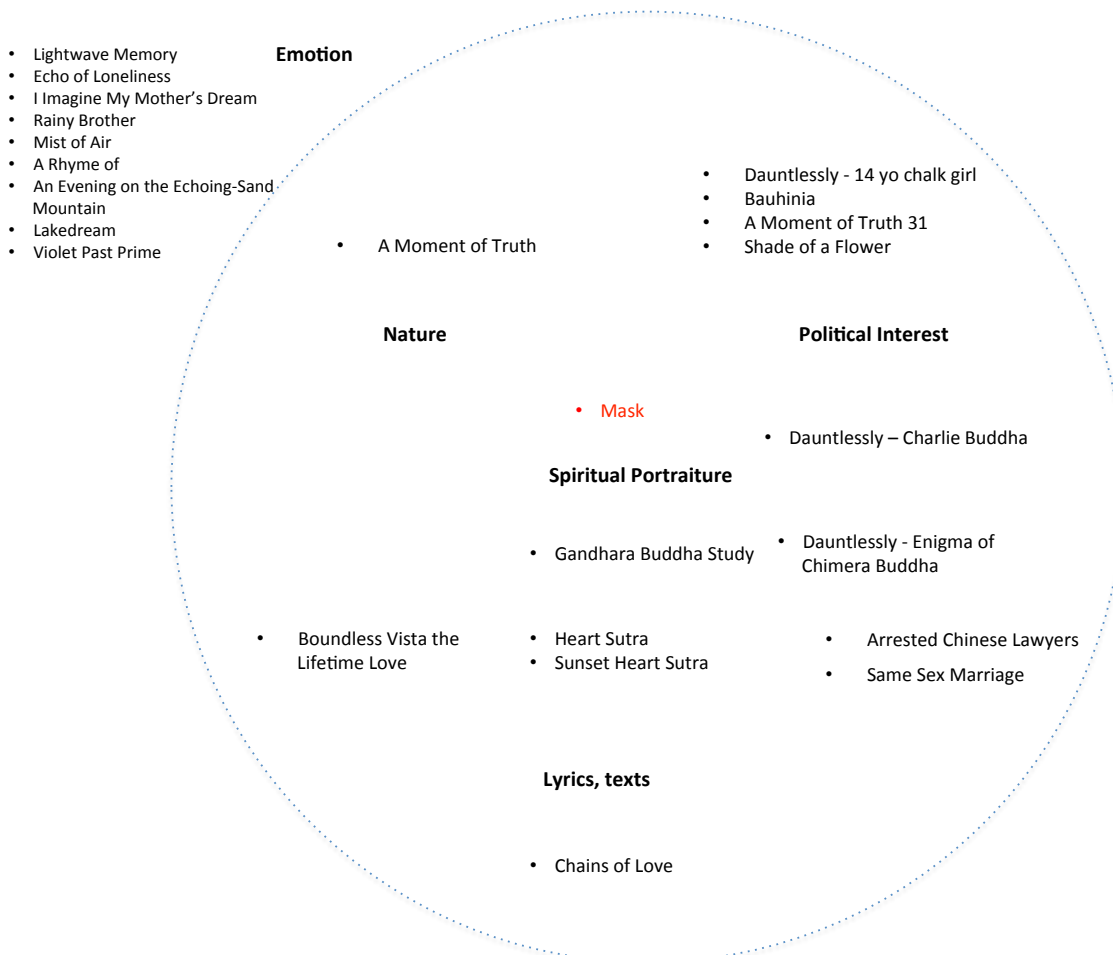 • Lightwave Memory
• Echo of Loneliness
• I Imagine My Mother’s Dream
• Rainy Brother
• Mist of Air
• A Rhyme of
• An Evening on the Echoing-Sand
Mountain
• Lakedream
• Violet Past Prime
Emotion
• Dauntlessly - 14 yo chalk girl
• Bauhinia
• A Moment of Truth 31
• Shade of a Flower
• A Moment of Truth
Nature
Political Interest
• Mask
• Dauntlessly – Charlie Buddha
Spiritual Portraiture
• Gandhara Buddha Study
• Dauntlessly - Enigma of
Chimera Buddha
• Boundless Vista the
Lifetime Love
• Heart Sutra
• Sunset Heart Sutra
• Arrested Chinese Lawyers
• Same Sex Marriage
Lyrics, texts
• Chains of Love